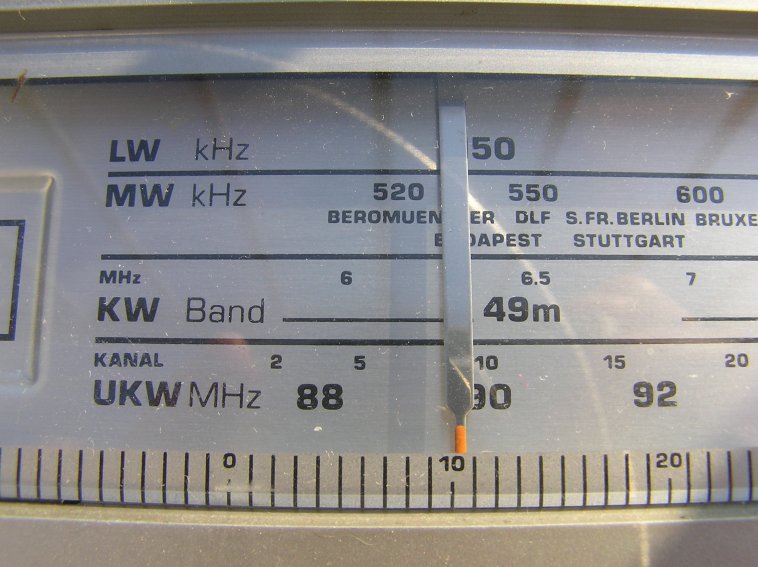 LW kHz 50
MW kHz 520 550 600
BEROMUEN ER DLF S.FR.BERLIN BRUXE
B DAPEST STUTTGART
MHz 6 6.5 7
KW Band 49m
KANAL 2 5 10 15 20
UKW MHz 88 90 92
0 10 20